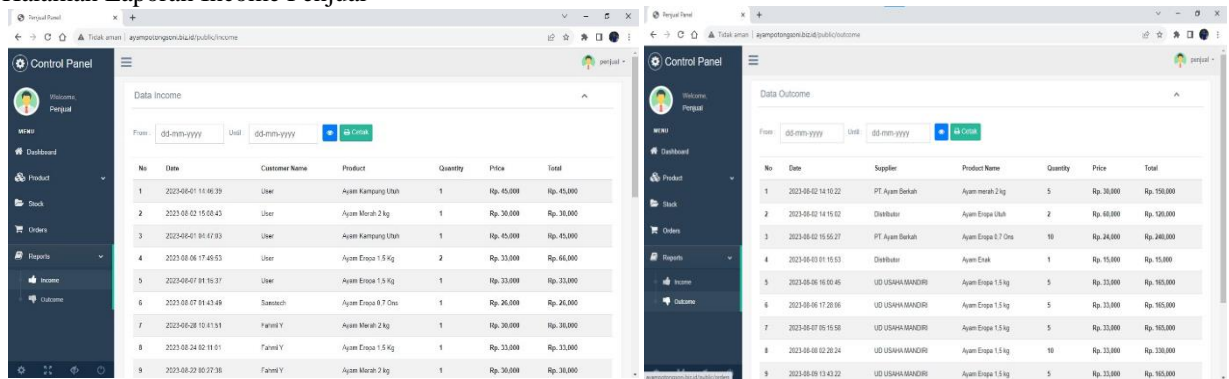 Halaman Laporan Income Penjual
Penjual Panel
Tidak aman ayampotongsoni.biz.id/public/income
Control Panel
penjual
Welcome,
Penjual
MENU
Dashboard
Product
Stock
Orders
Reports
Income
Outcome
Data Income
From : dd-mm-yyyy Until : dd-mm-yyyy Cetak
No Date Customer Name Product Quantity Price Total
1 2023-08-01 14:46:39 User Ayam Kampung Utuh 1 Rp. 45,000 Rp. 45,000
2 2023-08-02 15:08:43 User Ayam Merah 2 kg 1 Rp. 30,000 Rp. 30,000
3 User Ayam Kampung Utuh 1 Rp. 45,000 Rp. 45,000
4 2023-08-06 17:49:53 User Ayam Eropa 1.5 Kg 2 Rp. 33,000 Rp. 66,000
5 2023-08-07 01:16:37 User Ayam Eropa 1.5 Kg 1 Rp. 33,000 Rp. 33,000
6 2023-08-07 01:43:49 Sanstech Ayam Eropa 0.7 Ons 1 Rp. 26,000 Rp. 26,000
7 2023-08-28 10:41:51 Fahmi Y Ayam Merah 2 kg 1 Rp. 30,000 Rp. 30,000
8 2023-08-24 02:11:01 Fahmi Y Ayam Eropa 1.5 Kg 1 Rp. 33,000 Rp. 33,000
9 2023-08-22 00:27:38 Fahmi Y Ayam Merah 2 kg 1 Rp. 30,000 Rp. 30,000
Penjual Panel
Tidak aman ayampotongsoni.biz.id/public/outcome
Control Panel
penjual
Welcome,
Penjual
MENU
Dashboard
Product
Stock
Orders
Reports
Income
Outcome
Data Outcome
From : dd-mm-yyyy Until : dd-mm-yyyy Cetak
No Date Supplier Product Name Quantity Price Total
1 2023-08-02 14:10:22 PT. Ayam Berkah Ayam merah 2 kg 5 Rp. 30,000 Rp. 150,000
2 2023-08-02 14:15:02 Distributor Ayam Eropa Utuh 2 Rp. 60,000 Rp. 120,000
3 2023-08-02 15:55:27 PT. Ayam Berkah Ayam Eropa 0.7 Ons 10 Rp. 24,000 Rp. 240,000
4 2023-08-03 01:15:53 Distributor Ayam Enak 1 Rp. 15,000 Rp. 15,000
5 2023-08-06 16:00:45 UD USAHA MANDIRI Ayam Eropa 1,5 kg 5 Rp. 33,000 Rp. 165,000
6 2023-08-06 17:28:06 UD USAHA MANDIRI Ayam Eropa 1,5 kg 5 Rp. 33,000 Rp. 165,000
7 2023-08-07 05:15:56 UD USAHA MANDIRI Ayam Eropa 1,5 kg 5 Rp. 33,000 Rp. 165,000
8 2023-08-08 02:28:24 UD USAHA MANDIRI Ayam Eropa 1,5 kg 10 Rp. 33,000 Rp. 330,000
9 2023-08-09 13:43:22 UD USAHA MANDIRI Ayam Eropa 1,5 kg 5 Rp. 33,000 Rp. 165,000
ayampotongsoni.biz.id/public/orders